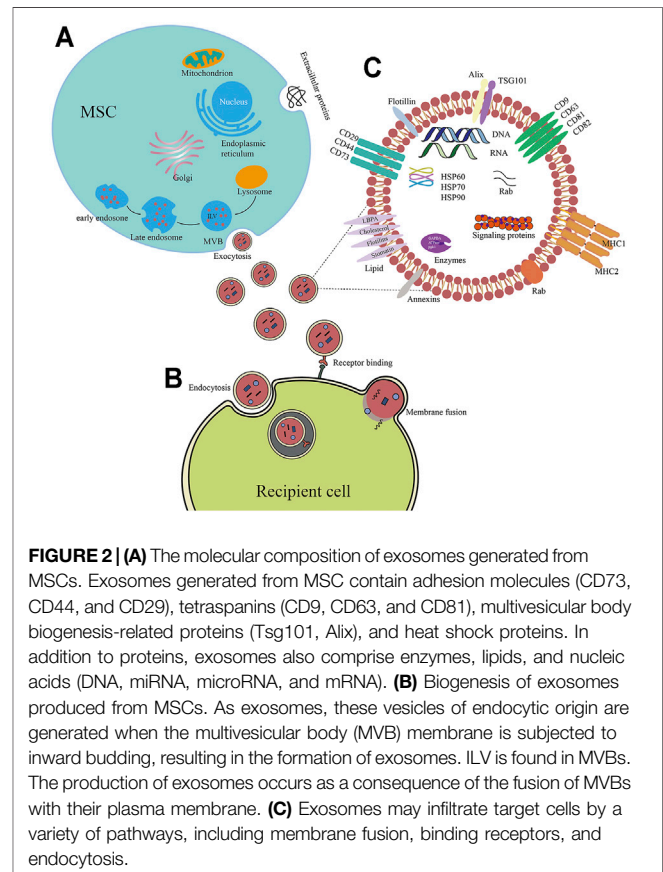 A
Mitochondrion
Extracillular proteins
MSC
Nucleus
Endoplasmic
reticulum
Golgi
Lysosome
early endosone
Late endosome
ILV
MVB
Exocytosis
C
Alix
TSG101
Flotillin
CD9
CD63
CD81
CD82
CD29
CD44
CD73
DNA
RNA
HSP60
HSP70
HSP90
Rab
LBPA
Flotilins
Stomatin
Lipid
Enzymes
Signaling proteins
MHC1
MHC2
Annexins
Rab
Receptor binding
B
Endocytosis
Membrane fusion
Recipient cell
FIGURE 2 | (A) The molecular composition of exosomes generated from
MSCs. Exosomes generated from MSC contain adhesion molecules (CD73,
CD44, and CD29), tetraspanins (CD9, CD63, and CD81), multivesicular body
biogenesis-related proteins (Tsg101, Alix), and heat shock proteins. In
addition to proteins, exosomes also comprise enzymes, lipids, and nucleic
acids (DNA, miRNA, microRNA, and mRNA). (B) Biogenesis of exosomes
produced from MSCs. As exosomes, these vesicles of endocytic origin are
generated when the multivesicular body (MVB) membrane is subjected to
inward budding, resulting in the formation of exosomes. ILV is found in MVBs.
The production of exosomes occurs as a consequence of the fusion of MVBs
with their plasma membrane. (C) Exosomes may infiltrate target cells by a
variety of pathways, including membrane fusion, binding receptors, and
endocytosis.